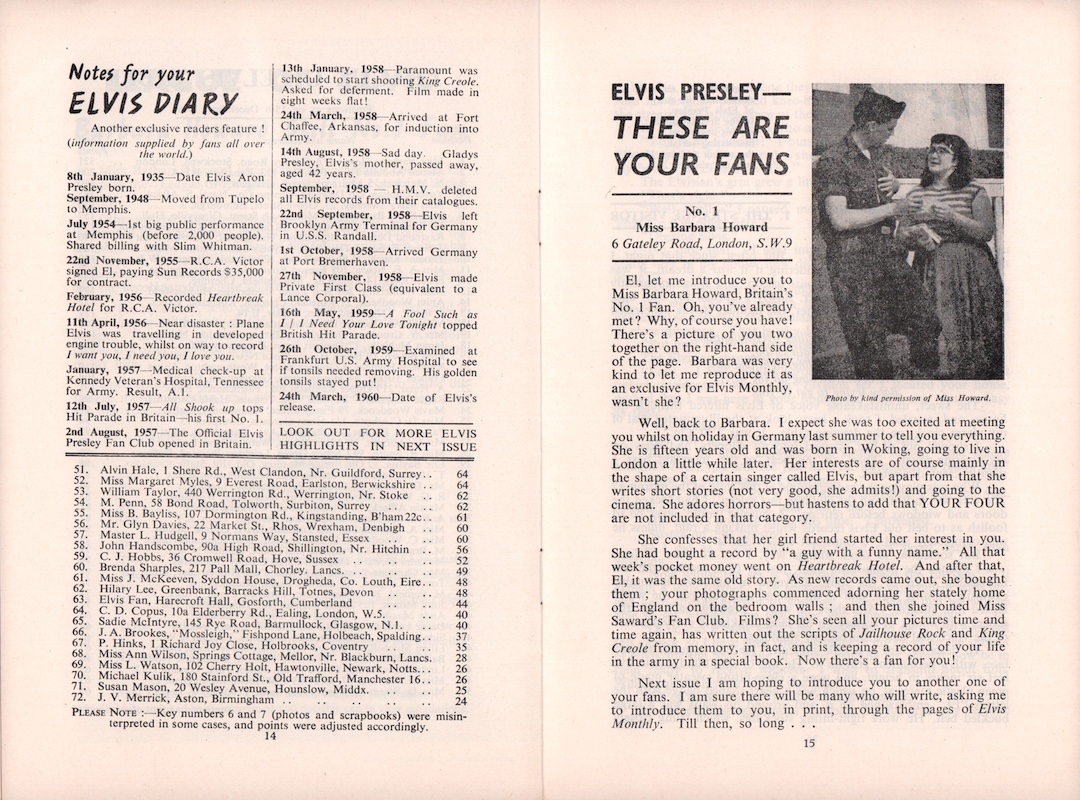 Notes for your
ELVIS DIARY
Another exclusive readers feature !
(information supplied by fans all over
the world.)
8th January, 1935—Date Elvis Aron
Presley born.
September, 1948—Moved from Tupelo
to Memphis.
July 1954—1st big public performance
at Memphis (before 2,000 people).
Shared billing with Slim Whitman.
22nd November, 1955—R.C.A. Victor
signed El, paying Sun Records $35,000
for contract.
February, 1956—Recorded Heartbreak
Hotel for R.C.A. Victor.
11th April, 1956—Near disaster : Plane
Elvis was travelling in developed
engine trouble, whilst on way to record
I want you, I need you, I love you.
January, 1957—Medical check-up at
Kennedy Veteran's Hospital, Tennessee
for Army. Result, A.1.
12th July, 1957—All Shook up tops
Hit Parade in Britain—his first No. 1.
2nd August, 1957—The Official Elvis
Presley Fan Club opened in Britain.
13th January, 1958—Paramount was
scheduled to start shooting King Creole.
Asked for deferment. Film made in
eight weeks flat!
24th March, 1958—Arrived at Fort
Chaffee, Arkansas, for induction into
Army.
14th August, 1958—Sad day. Gladys
Presley, Elvis's mother, passed away,
aged 42 years.
September, 1958 — H.M.V. deleted
all Elvis records from their catalogues.
22nd September, 1958—Elvis left
Brooklyn Army Terminal for Germany
in U.S.S. Randall.
1st October, 1958—Arrived Germany
at Port Bremerhaven.
27th November, 1958—Elvis made
Private First Class (equivalent to a
Lance Corporal).
16th May, 1959—A Fool Such as
I / I Need Your Love Tonight topped
British Hit Parade.
26th October, 1959—Examined at
Frankfurt U.S. Army Hospital to see
if tonsils needed removing. His golden
tonsils stayed put!
24th March, 1960—Date of Elvis's
release.
LOOK OUT FOR MORE ELVIS
HIGHLIGHTS IN NEXT ISSUE
51. Alvin Hale, 1 Shere Rd., West Clandon, Nr. Guildford, Surrey.. 64
52. Miss Margaret Myles, 9 Everest Road, Earlston, Berwickshire .. 64
53. William Taylor, 440 Werrington Rd., Werrington, Nr. Stoke .. 62
54. M. Penn, 58 Bond Road, Tolworth, Surbiton, Surrey .. .. 62
55. Miss B. Bayliss, 107 Dormington Rd., Kingstanding, B'ham 22c.. 61
56. Mr. Glyn Davies, 22 Market St., Rhos, Wrexham, Denbigh .. 60
57. Master L. Hudgell, 9 Normans Way, Stansted, Essex .. .. 60
58. John Handscombe, 90a High Road, Shillington, Nr. Hitchin .. 56
59. C. J. Hobbs, 36 Cromwell Road, Hove, Sussex .. .. 52
60. Brenda Sharples, 217 Pall Mall, Chorley. Lancs. .. .. 49
61. Miss J. McKeeven, Syddon House, Drogheda, Co. Louth, Eire.. 48
62. Hilary Lee, Greenbank, Barracks Hill, Totnes, Devon .. 48
63. Elvis Fan, Harecroft Hall, Gosforth, Cumberland .. .. 44
64. C. D. Copus, 10a Elderberry Rd., Ealing, London, W.5. .. 40
65. Sadie McIntyre, 145 Rye Road, Barmullock, Glasgow, N.1. .. 40
66. J. A. Brookes, "Mossleigh," Fishpond Lane, Holbeach, Spalding.. 37
67. P. Hinks, 1 Richard Joy Close, Holbrooks, Coventry .. .. 35
68. Miss Ann Wilson, Springs Cottage, Mellor, Nr. Blackburn, Lancs. 28
69. Miss L. Watson, 102 Cherry Holt, Hawtonville, Newark, Notts... 26
70. Michael Kulik, 180 Stainford St., Old Trafford, Manchester 16.. 26
71. Susan Mason, 20 Wesley Avenue, Hounslow, Middx. .. .. 25
72. J. V. Merrick, Aston, Birmingham .. .. .. .. .. 24
PLEASE NOTE :—Key numbers 6 and 7 (photos and scrapbooks) were misin-
terpreted in some cases, and points were adjusted accordingly.
14
ELVIS PRESLEY—
THESE ARE
YOUR FANS
No. 1
Miss Barbara Howard
6 Gateley Road, London, S.W.9
El, let me introduce you to
Miss Barbara Howard, Britain's
No. 1 Fan. Oh, you've already
met? Why, of course you have!
There's a picture of you two
together on the right-hand side
of the page. Barbara was very
kind to let me reproduce it as
an exclusive for Elvis Monthly,
wasn't she?
Photo by kind permission of Miss Howard.
Well, back to Barbara. I expect she was too excited at meeting
you whilst on holiday in Germany last summer to tell you everything.
She is fifteen years old and was born in Woking, going to live in
London a little while later. Her interests are of course mainly in
the shape of a certain singer called Elvis, but apart from that she
writes short stories (not very good, she admits!) and going to the
cinema. She adores horrors—but hastens to add that YOUR FOUR
are not included in that category.
She confesses that her girl friend started her interest in you.
She had bought a record by "a guy with a funny name." All that
week's pocket money went on Heartbreak Hotel. And after that,
El, it was the same old story. As new records came out, she bought
them ; your photographs commenced adorning her stately home
of England on the bedroom walls ; and then she joined Miss
Saward's Fan Club. Films? She's seen all your pictures time and
time again, has written out the scripts of Jailhouse Rock and King
Creole from memory, in fact, and is keeping a record of your life
in the army in a special book. Now there's a fan for you!
Next issue I am hoping to introduce you to another one of
your fans. I am sure there will be many who will write, asking me
to introduce them to you, in print, through the pages of Elvis
Monthly. Till then, so long . . .
15